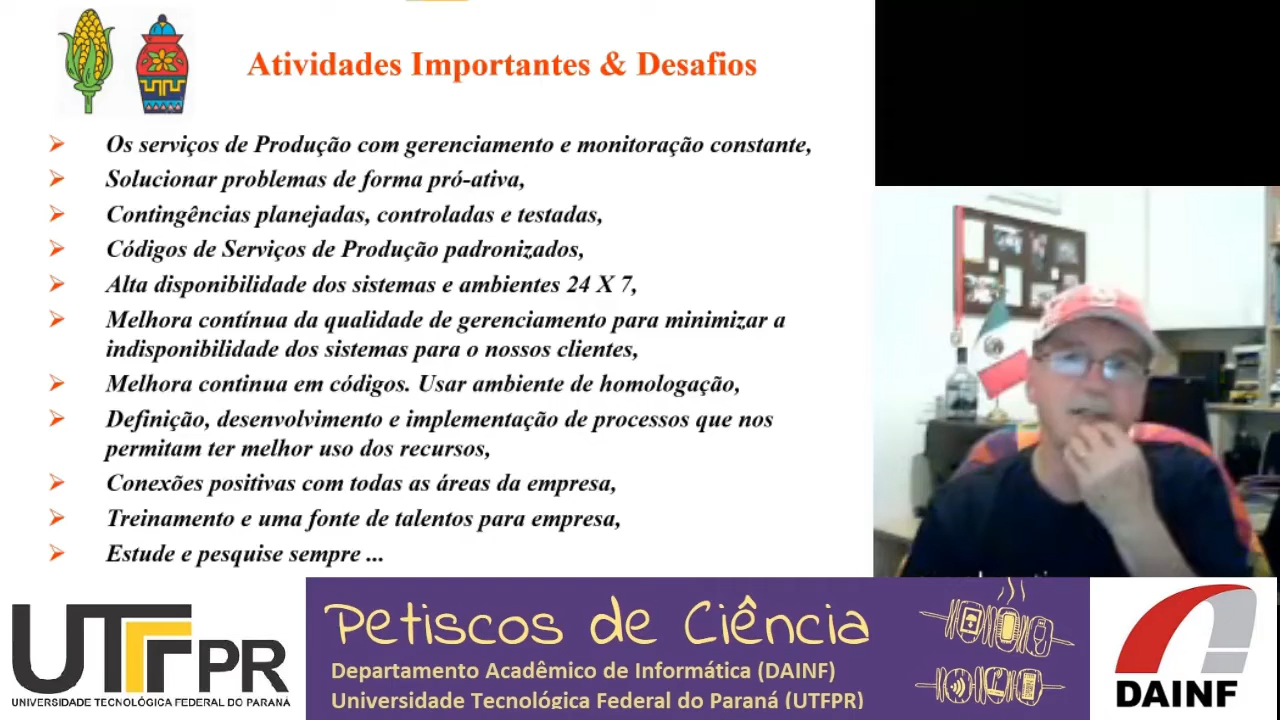 Atividades Importantes & Desafios
Os serviços de Produção com gerenciamento e monitoração constante,
Solucionar problemas de forma pró-ativa,
Contingências planejadas, controladas e testadas,
Códigos de Serviços de Produção padronizados,
Alta disponibilidade dos sistemas e ambientes 24 X 7,
Melhora contínua da qualidade de gerenciamento para minimizar a
indisponibilidade dos sistemas para o nossos clientes,
Melhora continua em códigos. Usar ambiente de homologação,
Definição, desenvolvimento e implementação de processos que nos
permitam ter melhor uso dos recursos,
Conexões positivas com todas as áreas da empresa,
Treinamento e uma fonte de talentos para empresa,
Estude e pesquise sempre ...
UTFPR
UNIVERSIDADE TECNOLÓGICA FEDERAL DO PARANÁ
Petiscos de Ciência
Departamento Acadêmico de Informática (DAINF)
Universidade Tecnológica Federal do Paraná (UTFPR)
DAINF